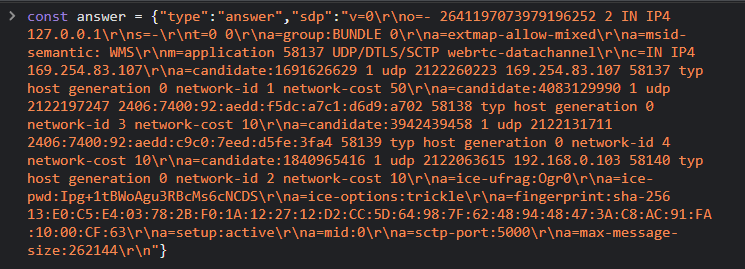 > const answer = {"type":"answer","sdp":"v=0\r\no=- 2641197073979196252 2 IN IP4
127.0.0.1\r\ns=-\r\nt=0 0\r\na=group:BUNDLE 0\r\na=extmap-allow-mixed\r\na=msid-
semantic: WMS\r\nm=application 58137 UDP/DTLS/SCTP webrtc-datachannel\r\nc=IN IP4
169.254.83.107\r\na=candidate:1691626629 1 udp 2122260223 169.254.83.107 58137 typ
host generation 0 network-id 1 network-cost 50\r\na=candidate:4083129990 1 udp
2122197247 2406:7400:92:aedd:f5dc:a7c1:d6d9:a702 58138 typ host generation 0
network-id 3 network-cost 10\r\na=candidate:3942439458 1 udp 2122131711
2406:7400:92:aedd:c9c0:7eed:d5fe:3fa4 58139 typ host generation 0 network-id 4
network-cost 10\r\na=candidate:1840965416 1 udp 2122063615 192.168.0.103 58140 typ
host generation 0 network-id 2 network-cost 10\r\na=ice-ufrag:Ogr0\r\na=ice-
pwd:Ipg+1tBWoAgu3RBcMs6cNCDS\r\na=ice-options:trickle\r\na=fingerprint:sha-256
13:E0:C5:E4:03:78:2B:F0:1A:12:27:12:D2:CC:5D:64:98:7F:62:48:94:48:47:3A:C8:AC:91:FA
:10:00:CF:63\r\na=setup:active\r\na=mid:0\r\na=sctp-port:5000\r\na=max-message-
size:262144\r\n"}